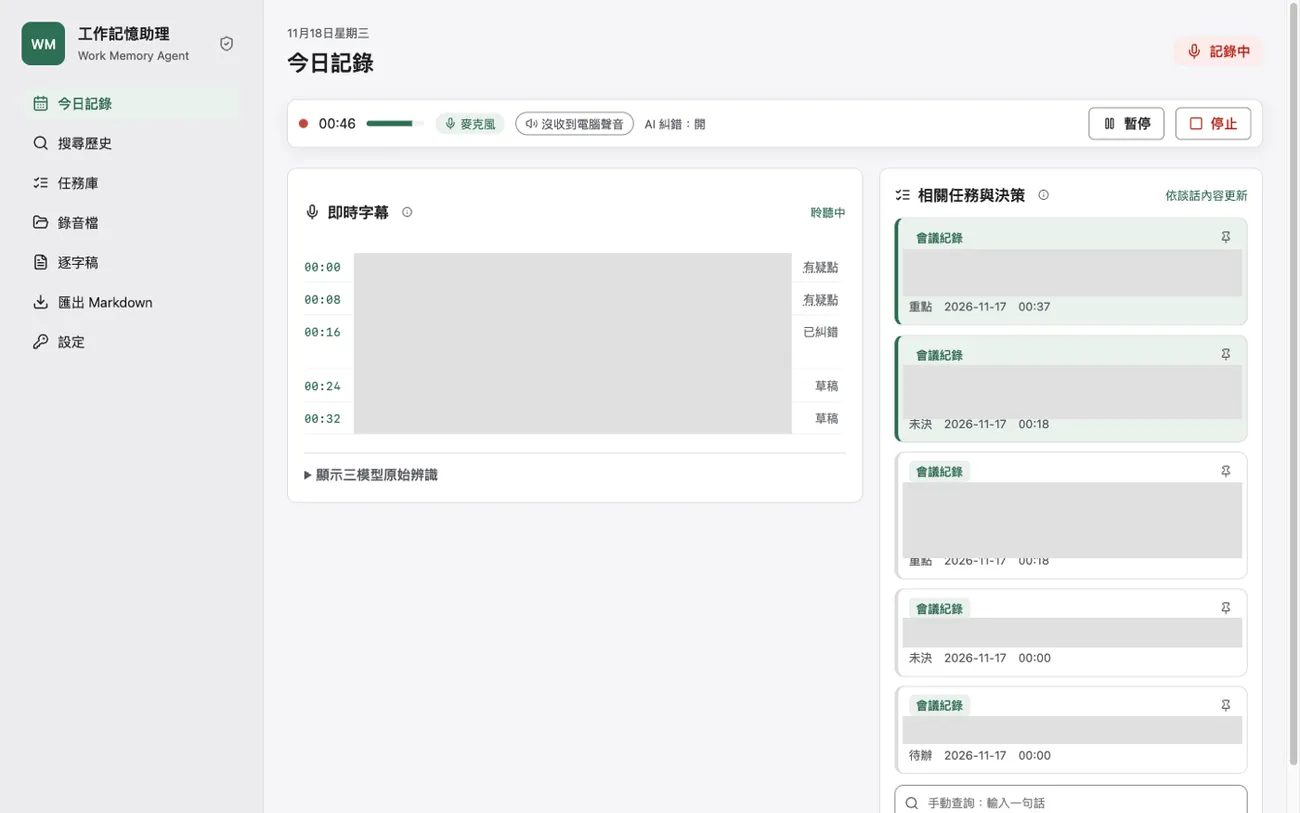 WM
工作記憶助理
Work Memory Agent
今日記錄
搜尋歷史
任務庫
錄音檔
逐字稿
匯出 Markdown
設定
11月18日星期三
今日記錄
記錄中
00:46
麥克風
沒收到電腦聲音
AI 糾錯：開
暫停
停止
即時字幕
聆聽中
00:00 有疑點
00:08 有疑點
00:16 已糾錯
00:24 草稿
00:32 草稿
顯示三模型原始辨識
相關任務與決策
依談話內容更新
會議紀錄
重點 2026-11-17 00:37
會議紀錄
未決 2026-11-17 00:18
會議紀錄
重點 2026-11-17 00:18
會議紀錄
未決 2026-11-17 00:00
會議紀錄
待辦 2026-11-17 00:00
手動查詢：輸入一句話